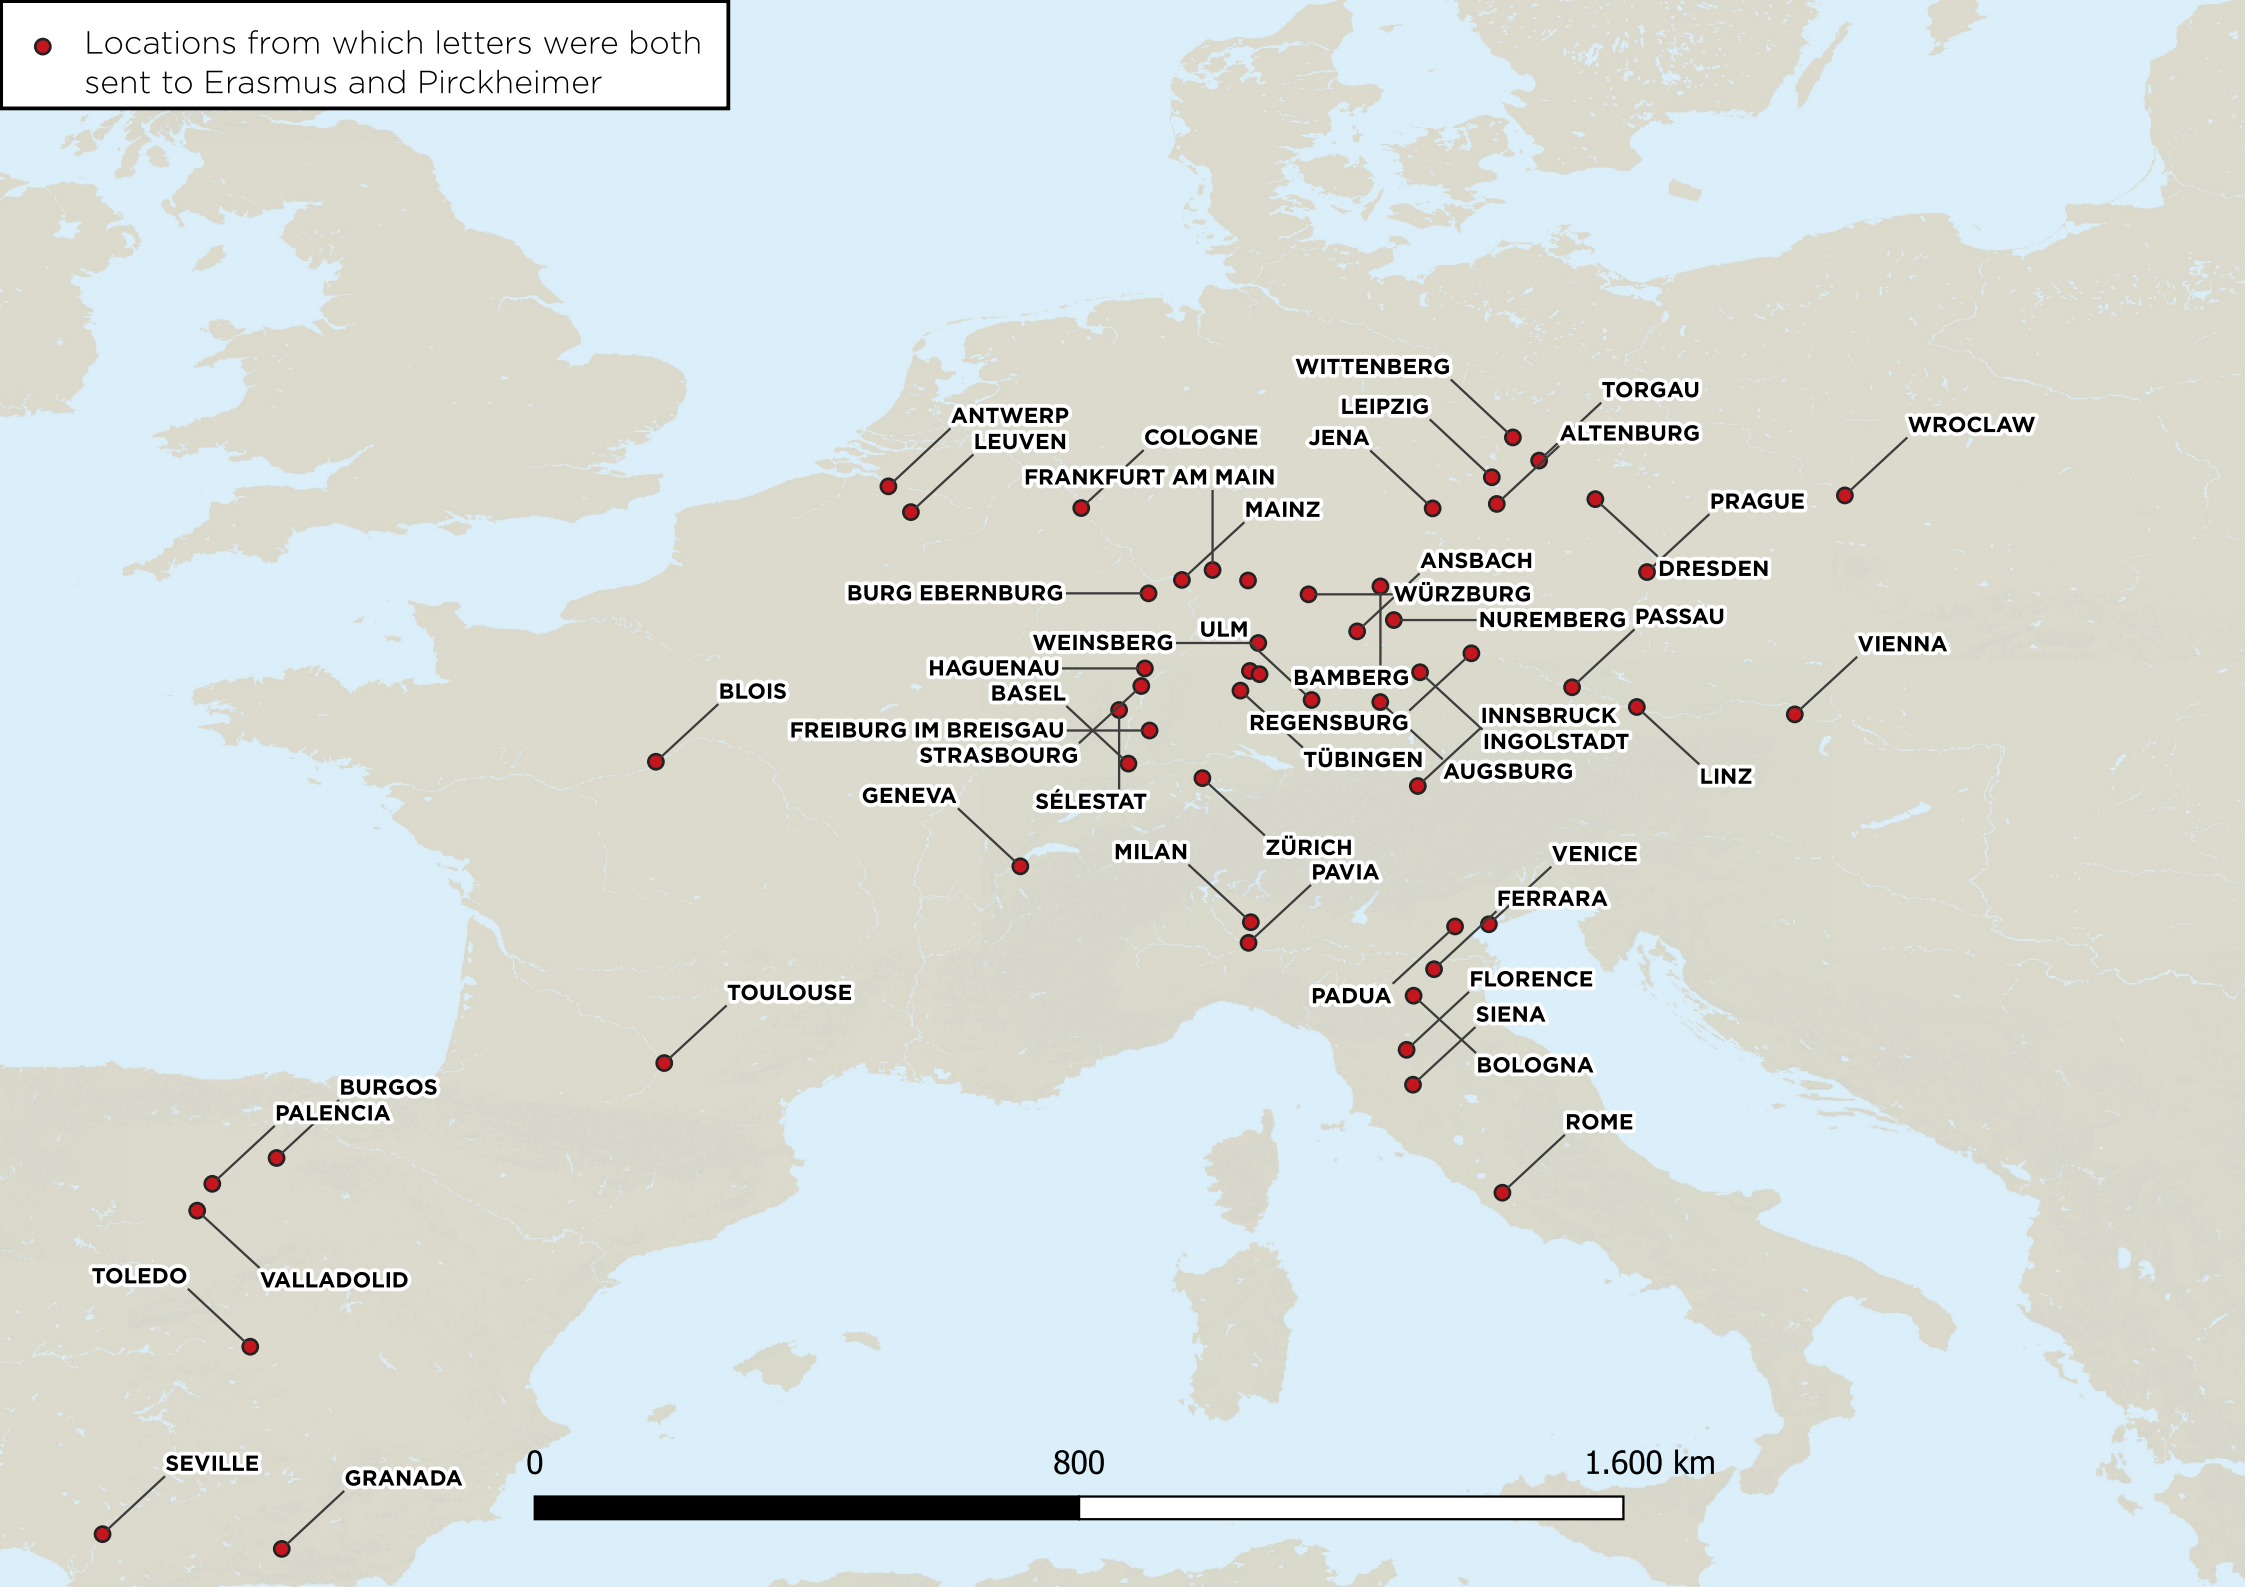 Locations from which letters were both
sent to Erasmus and Pirckheimer
WITTENBERG
TORGAU
LEIPZIG
ANTWERP
WROCLAW
ALTENBURG
COLOGNE
JENA
LEUVEN
FRANKFURT AM MAIN
PRAGUE
MAINZ
ANSBACH
DRESDEN
BURG EBERNBURG
WÜRZBURG
PASSAU
NUREMBERG
ULM
WEINSBERG
VIENNA
HAGUENAU
BAMBERG
BLOIS
BASEL
INNSBRUCK
REGENSBURG
FREIBURG IM BREISGAU
INGOLSTADT
STRASBOURG
TÜBINGEN
AUGSBURG
LINZ
GENEVA
SÉLESTAT
ZÜRICH
MILAN
VENICE
PAVIA
FERRARA
FLORENCE
TOULOUSE
PADUA
SIENA
BOLOGNA
BURGOS
PALENCIA
ROME
TOLEDO
VALLADOLID
SEVILLE
GRANADA
0 800 1.600 km